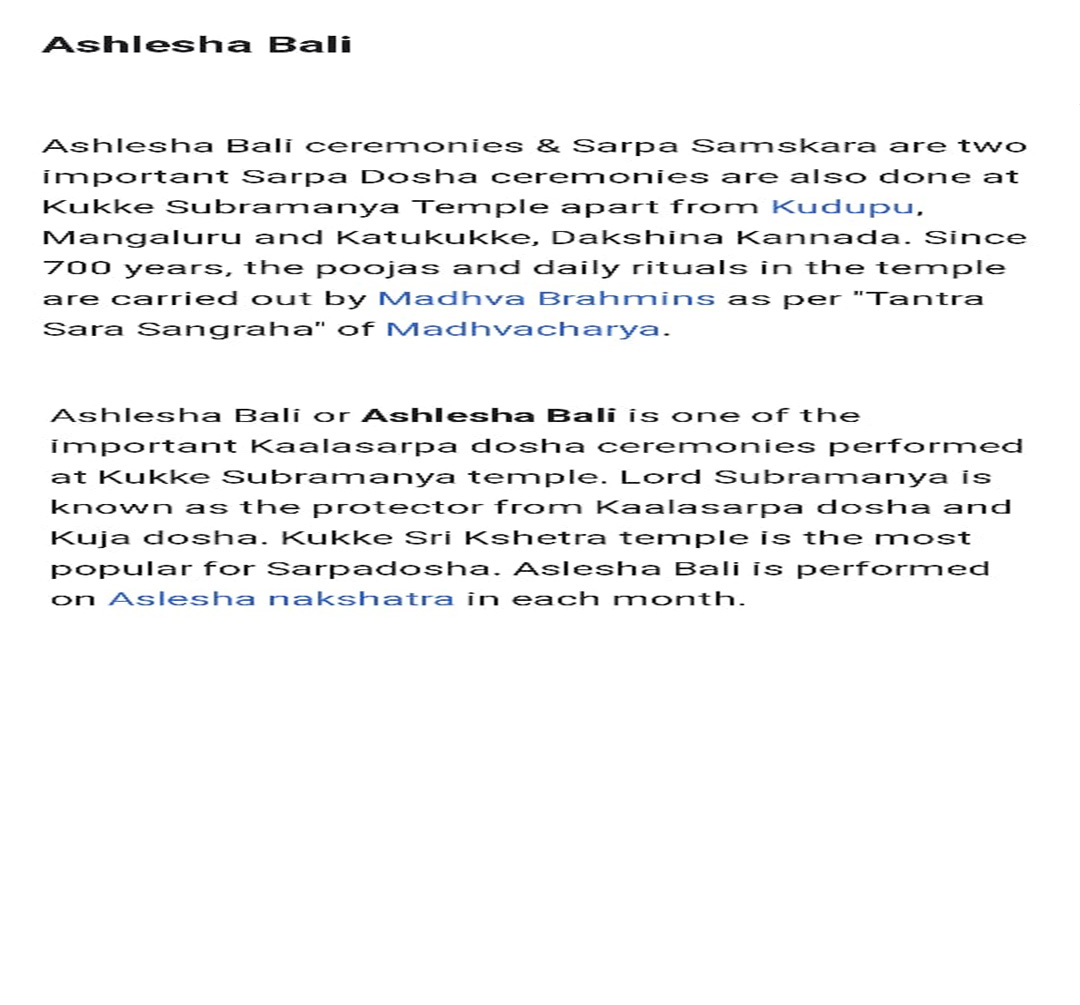 Ashlesha Bali
Ashlesha Bali ceremonies & Sarpa Samskara are two
important Sarpa Dosha ceremonies are also done at
Kukke Subramanya Temple apart from Kudupu,
Mangaluru and Katukukke, Dakshina Kannada. Since
700 years, the poojas and daily rituals in the temple
are carried out by Madhva Brahmins as per "Tantra
Sara Sangraha" of Madhvacharya.
Ashlesha Bali or Ashlesha Bali is one of the
important Kaalasarpa dosha ceremonies performed
at Kukke Subramanya temple. Lord Subramanya is
known as the protector from Kaalasarpa dosha and
Kuja dosha. Kukke Sri Kshetra temple is the most
popular for Sarpadosha. Aslesha Bali is performed
on Aslesha nakshatra in each month.